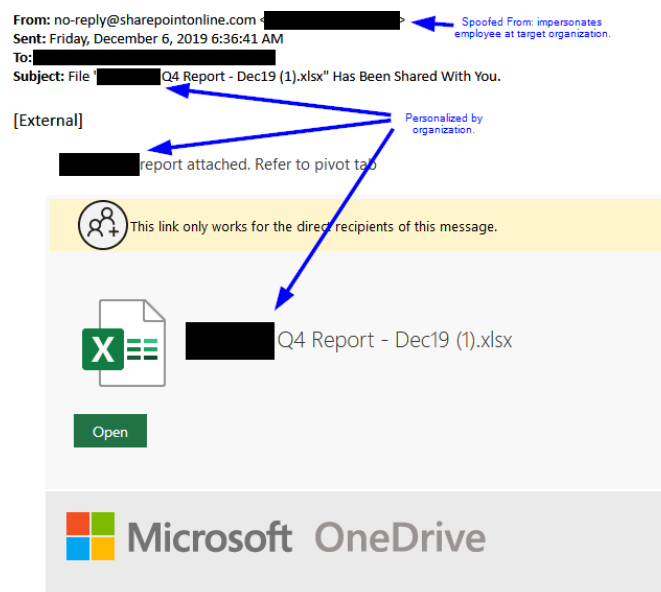 From: no-reply@sharepointonline.com < >
Spoofed From: impersonates
employee at target organization.
Sent: Friday, December 6, 2019 6:36:41 AM
To:
Subject: File " Q4 Report - Dec19 (1).xlsx" Has Been Shared With You.
Personalized by
organization.
[External]
report attached. Refer to pivot tab
This link only works for the direct recipients of this message.
X
Q4 Report - Dec19 (1).xlsx
Open
Microsoft OneDrive